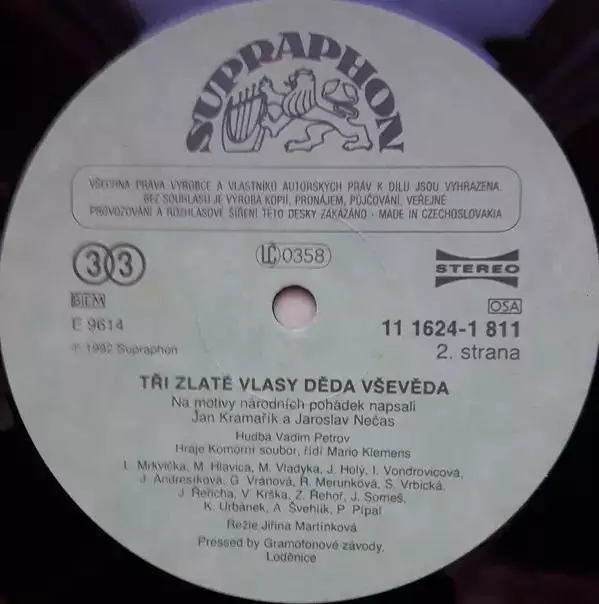 SUPRAPHON
VŠECHNA PRÁVA VÝROBCE A VLASTNÍKŮ AUTORSKÝCH PRÁV K DÍLU JSOU VYHRAZENA.
BEZ SOUHLASU JE VÝROBA KOPIÍ, PRONÁJEM, PŮJČOVÁNÍ, VEŘEJNÉ
PROVOZOVÁNÍ A ROZHLASOVÉ ŠÍŘENÍ TÉTO DESKY ZAKÁZÁNO · MADE IN CZECHOSLOVAKIA
33
LC 0358
STEREO
BIEM
OSA
E 9614
11 1624-1 811
℗ 1992 Supraphon
2. strana
TŘI ZLATÉ VLASY DĚDA VŠEVĚDA
Na motivy národních pohádek napsali
Jan Kramařík a Jaroslav Nečas
Hudba Vadim Petrov
Hraje Komorní soubor, řídí Mario Klemens
L. Mrkvička, M. Hlavica, M. Vladyka, J. Holý, I. Vondrovicová,
J. Andresíková, G. Vránová, R. Merunková, S. Vrbická,
J. Řeřicha, V. Krška, Z. Řehoř, J. Someš,
K. Urbánek, A. Švehlík, P. Pípal
Režie Jiřina Martínková
Pressed by Gramofonové závody,
Loděnice